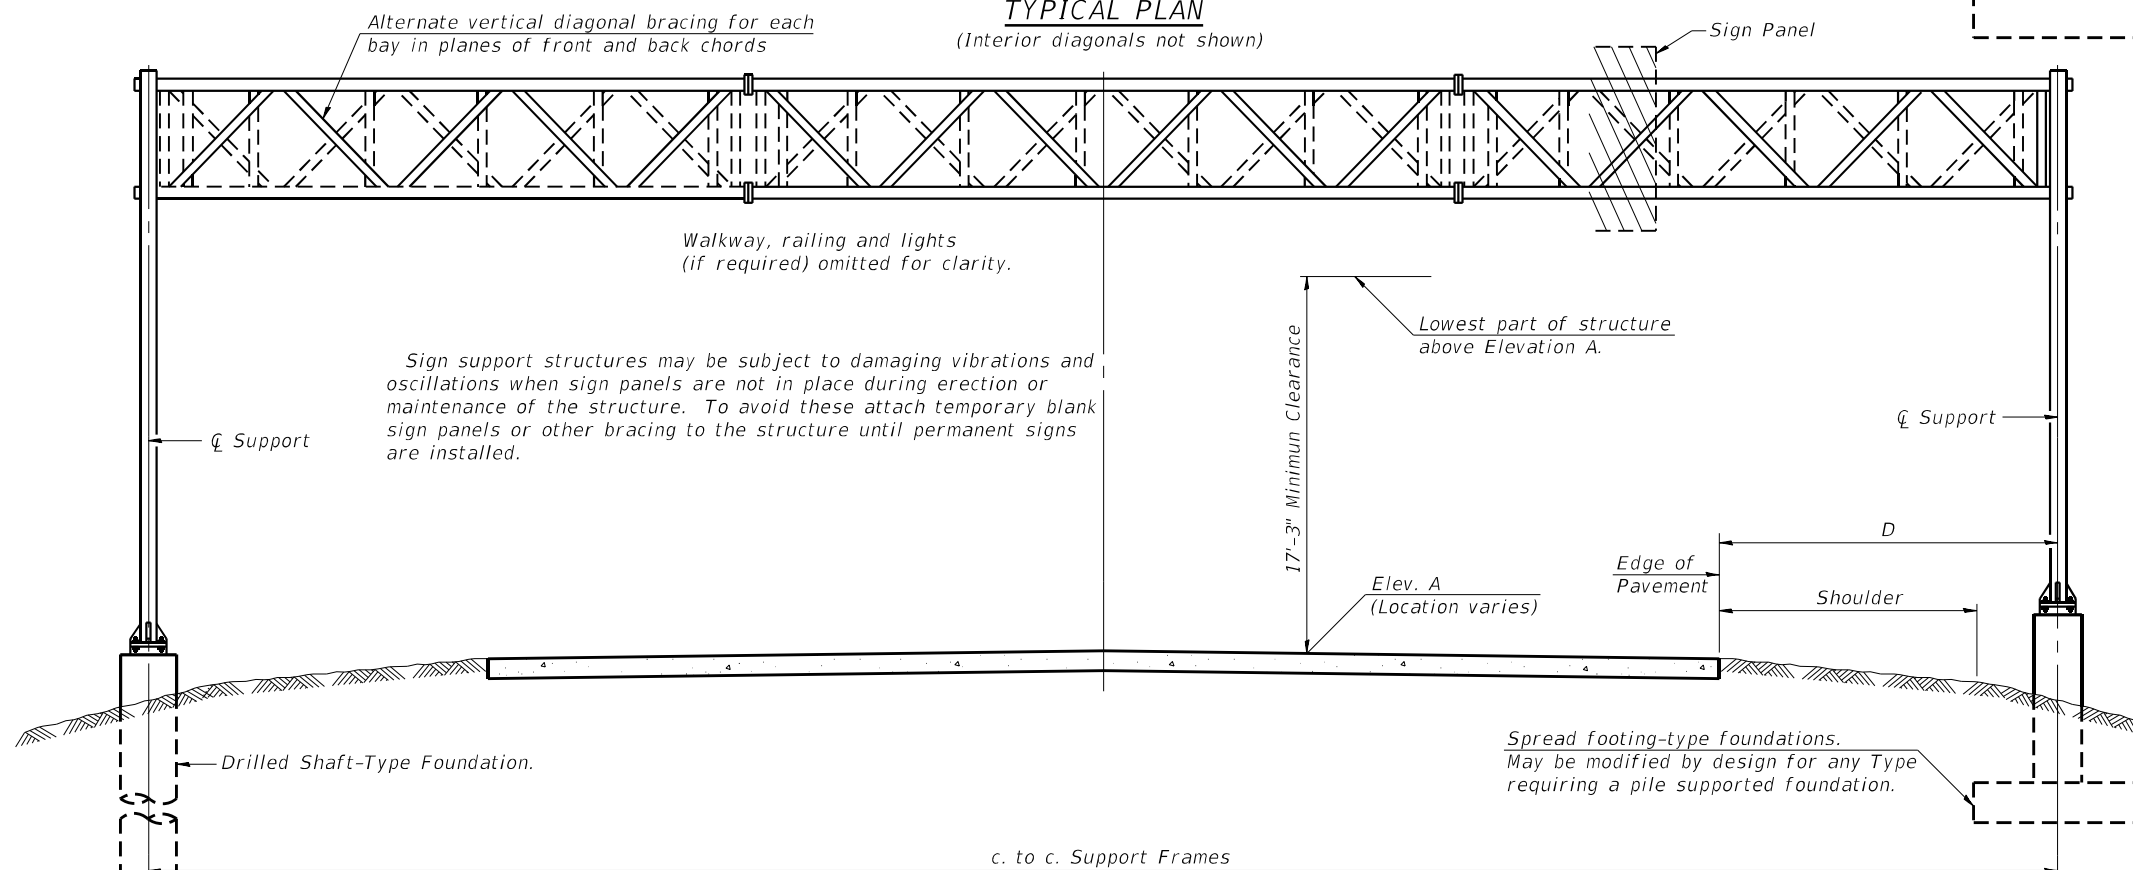 TYPICAL PLAN
(Interior diagonals not shown)
Alternate vertical diagonal bracing for each
bay in planes of front and back chords
Sign Panel
Walkway, railing and lights
(if required) omitted for clarity.
Lowest part of structure
above Elevation A.
17'-3" Minimun Clearance
Sign support structures may be subject to damaging vibrations and
oscillations when sign panels are not in place during erection or
maintenance of the structure. To avoid these attach temporary blank
sign panels or other bracing to the structure until permanent signs
are installed.
℄ Support
℄ Support
D
Edge of
Pavement
Shoulder
Elev. A
(Location varies)
Drilled Shaft-Type Foundation.
Spread footing-type foundations.
May be modified by design for any Type
requiring a pile supported foundation.
c. to c. Support Frames